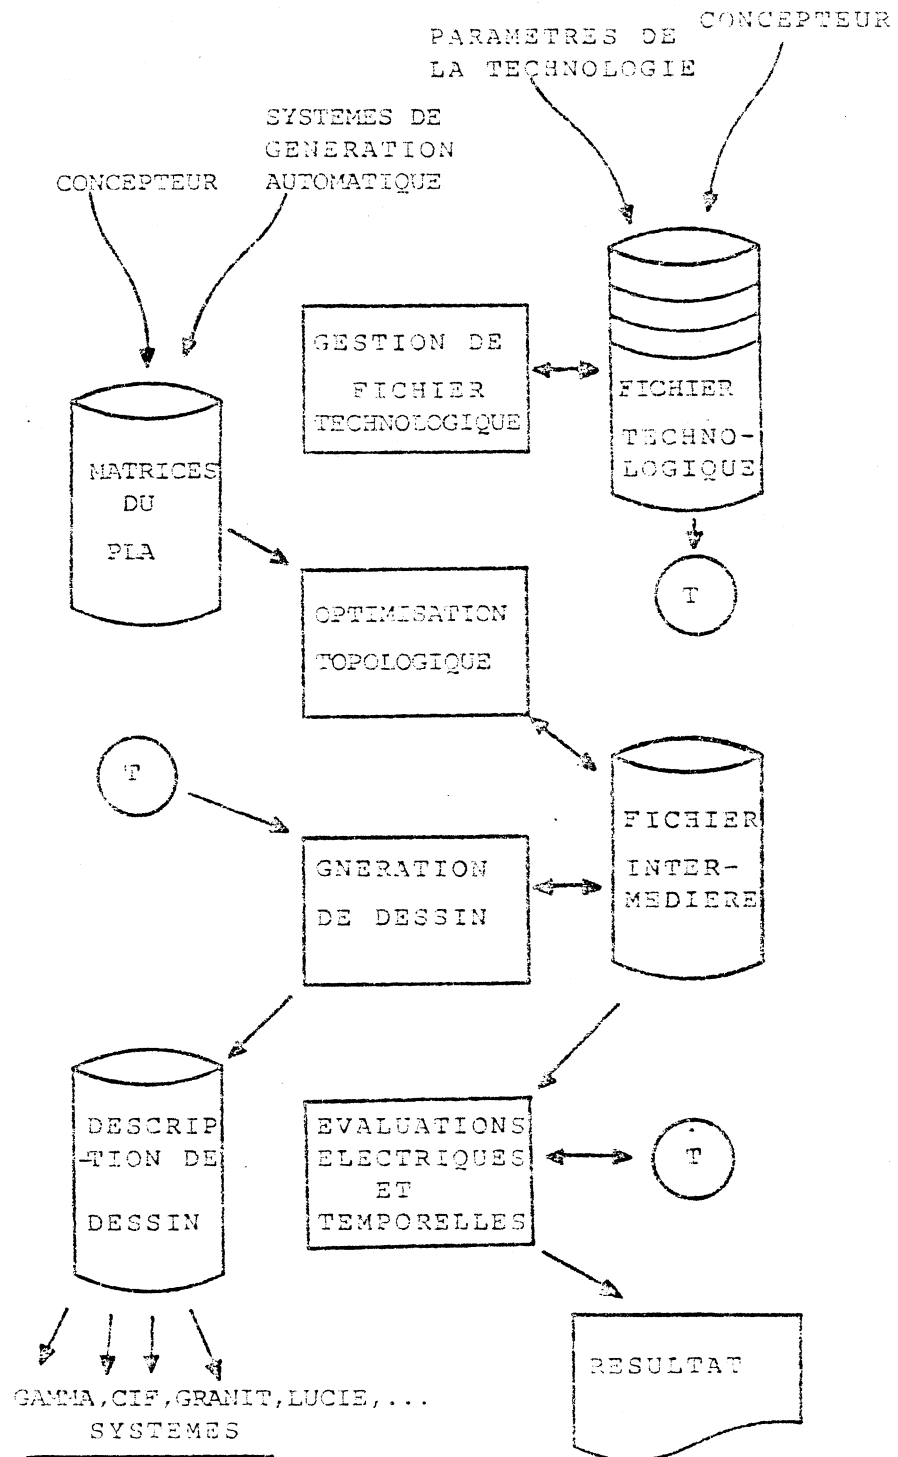 PARAMETRES DE
LA TECHNOLOGIE
CONCEPTEUR
SYSTEMES DE
GENERATION
AUTOMATIQUE
CONCEPTEUR
GESTION DE
FICHIER
TECHNOLOGIQUE
FICHIER
TECHNO-
LOGIQUE
MATRICES
DU
PLA
T
OPTIMISATION
TOPOLOGIQUE
T
FICHIER
INTER-
MEDIERE
GNERATION
DE DESSIN
DESCRIP
-TION DE
DESSIN
EVALUATIONS
ELECTRIQUES
ET
TEMPORELLES
T
RESULTAT
GAMMA,CIF,GRANIT,LUCIE,...
SYSTEMES